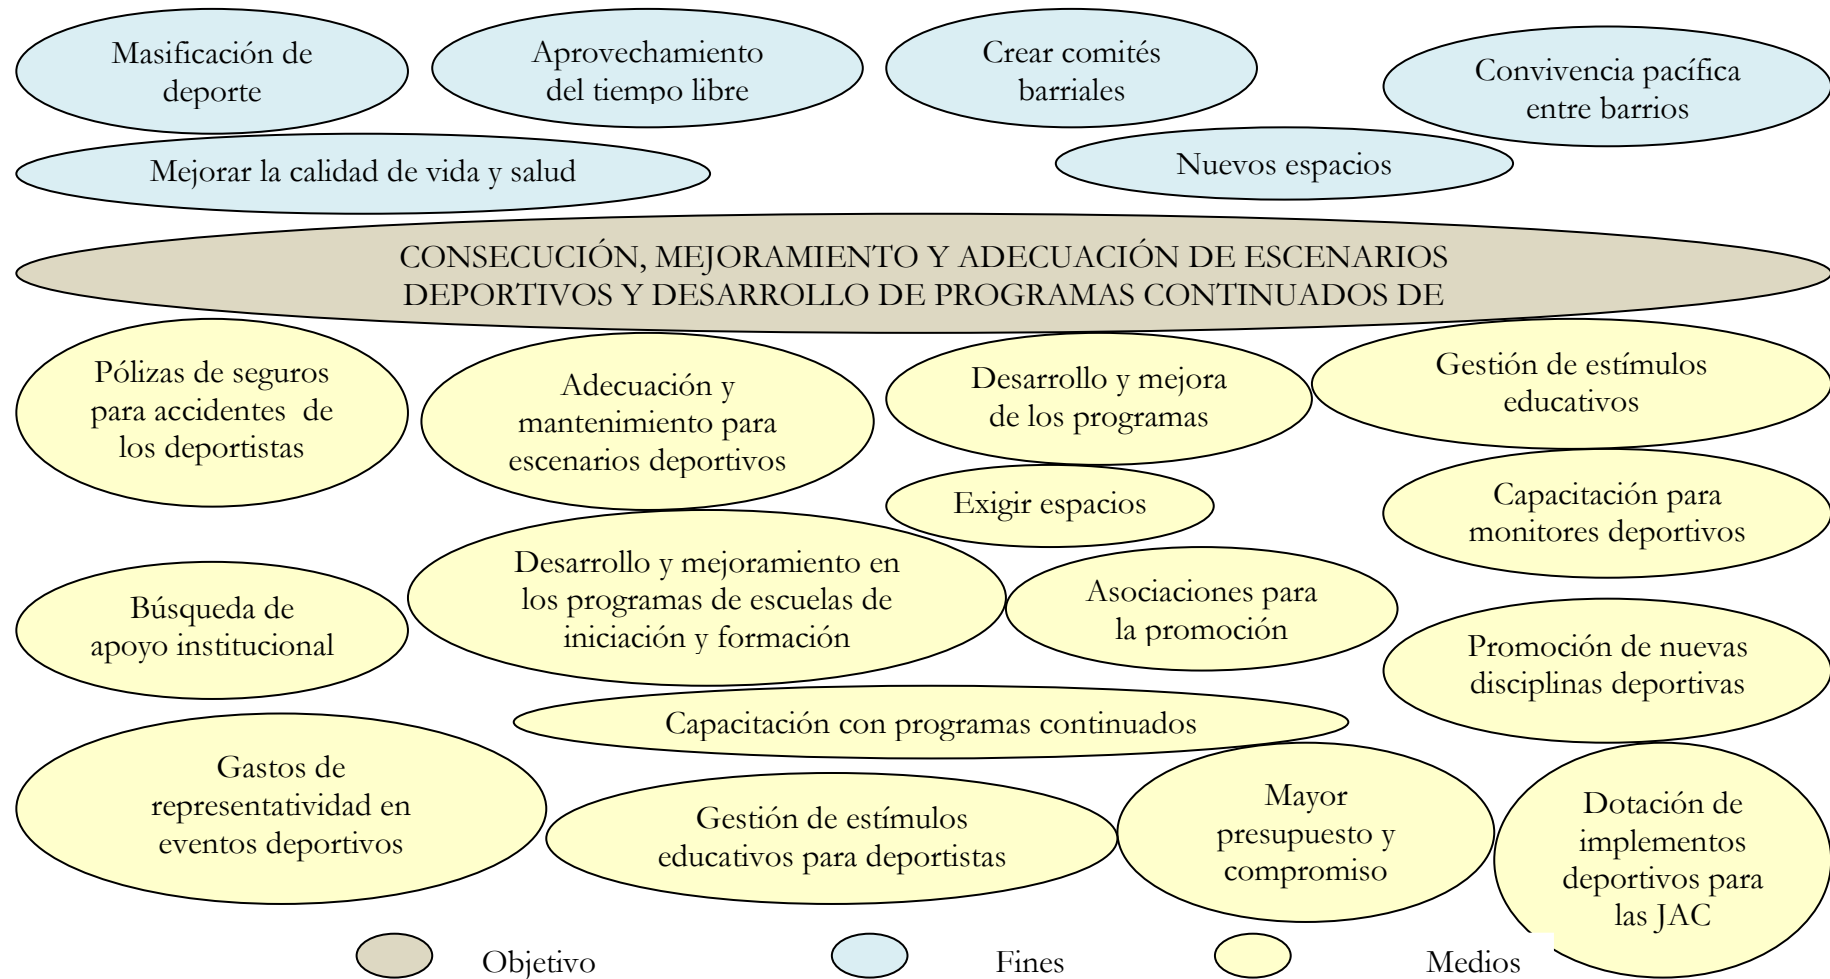 Masificación de
deporte
Aprovechamiento
del tiempo libre
Crear comités
barriales
Convivencia pacífica
entre barrios
Mejorar la calidad de vida y salud
Nuevos espacios
CONSECUCIÓN, MEJORAMIENTO Y ADECUACIÓN DE ESCENARIOS
DEPORTIVOS Y DESARROLLO DE PROGRAMAS CONTINUADOS DE
Pólizas de seguros
para accidentes de
los deportistas
Adecuación y
mantenimiento para
escenarios deportivos
Desarrollo y mejora
de los programas
Gestión de estímulos
educativos
Exigir espacios
Capacitación para
monitores deportivos
Búsqueda de
apoyo institucional
Desarrollo y mejoramiento en
los programas de escuelas de
iniciación y formación
Asociaciones para
la promoción
Promoción de nuevas
disciplinas deportivas
Capacitación con programas continuados
Gastos de
representatividad en
eventos deportivos
Gestión de estímulos
educativos para deportistas
Mayor
presupuesto y
compromiso
Dotación de
implementos
deportivos para
las JAC
Objetivo
Fines
Medios